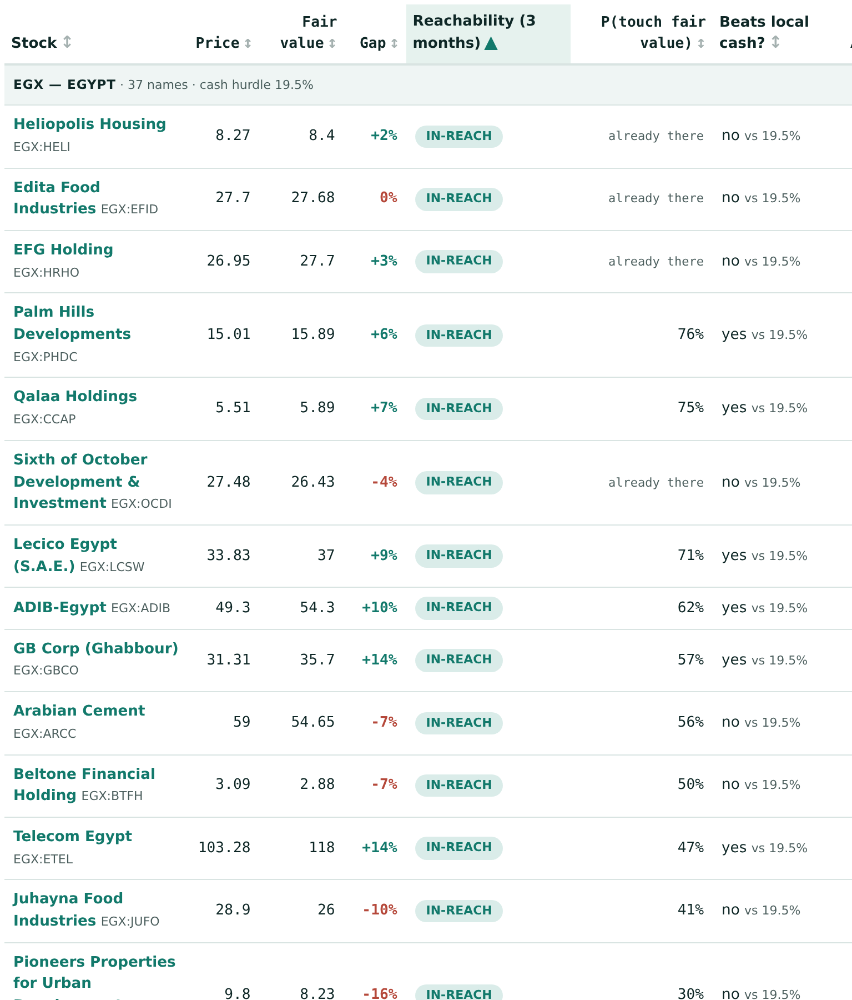 Stock ↕ Price ↕ Fair value ↕ Gap ↕ Reachability (3 months) ▲ P(touch fair value) ↕ Beats local cash? ↕
EGX — EGYPT · 37 names · cash hurdle 19.5%
Heliopolis Housing
EGX:HELI 8.27 8.4 +2% IN-REACH already there no vs 19.5%
Edita Food
Industries EGX:EFID 27.7 27.68 0% IN-REACH already there no vs 19.5%
EFG Holding
EGX:HRHO 26.95 27.7 +3% IN-REACH already there no vs 19.5%
Palm Hills
Developments
EGX:PHDC 15.01 15.89 +6% IN-REACH 76% yes vs 19.5%
Qalaa Holdings
EGX:CCAP 5.51 5.89 +7% IN-REACH 75% yes vs 19.5%
Sixth of October
Development &
Investment EGX:OCDI 27.48 26.43 -4% IN-REACH already there no vs 19.5%
Lecico Egypt
(S.A.E.) EGX:LCSW 33.83 37 +9% IN-REACH 71% yes vs 19.5%
ADIB-Egypt EGX:ADIB 49.3 54.3 +10% IN-REACH 62% yes vs 19.5%
GB Corp (Ghabbour)
EGX:GBCO 31.31 35.7 +14% IN-REACH 57% yes vs 19.5%
Arabian Cement
EGX:ARCC 59 54.65 -7% IN-REACH 56% no vs 19.5%
Beltone Financial
Holding EGX:BTFH 3.09 2.88 -7% IN-REACH 50% no vs 19.5%
Telecom Egypt
EGX:ETEL 103.28 118 +14% IN-REACH 47% yes vs 19.5%
Juhayna Food
Industries EGX:JUFO 28.9 26 -10% IN-REACH 41% no vs 19.5%
Pioneers Properties
for Urban
9.8 8.23 -16% IN-REACH 30% no vs 19.5%